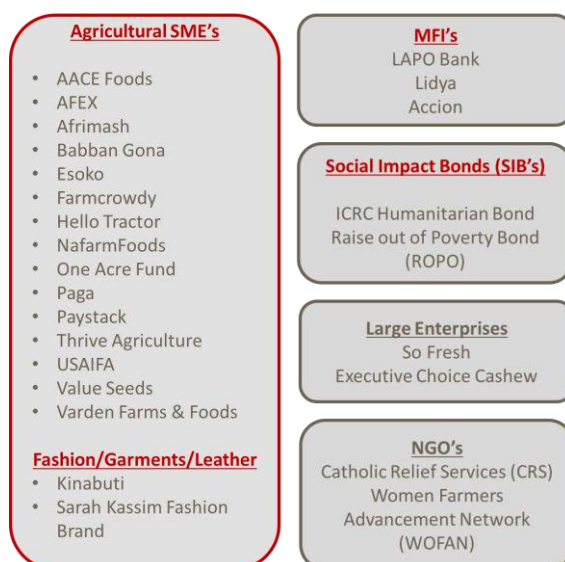 Agricultural SME's
• AACE Foods
• AFEX
• Afrimash
• Babban Gona
• Esoko
• Farmcrowdy
• Hello Tractor
• NafarmFoods
• One Acre Fund
• Paga
• Paystack
• Thrive Agriculture
• USAIFA
• Value Seeds
• Varden Farms & Foods
Fashion/Garments/Leather
• Kinabuti
• Sarah Kassim Fashion
Brand
MFI's
LAPO Bank
Lidya
Accion
Social Impact Bonds (SIB's)
ICRC Humanitarian Bond
Raise out of Poverty Bond
(ROPO)
Large Enterprises
So Fresh
Executive Choice Cashew
NGO's
Catholic Relief Services (CRS)
Women Farmers
Advancement Network
(WOFAN)